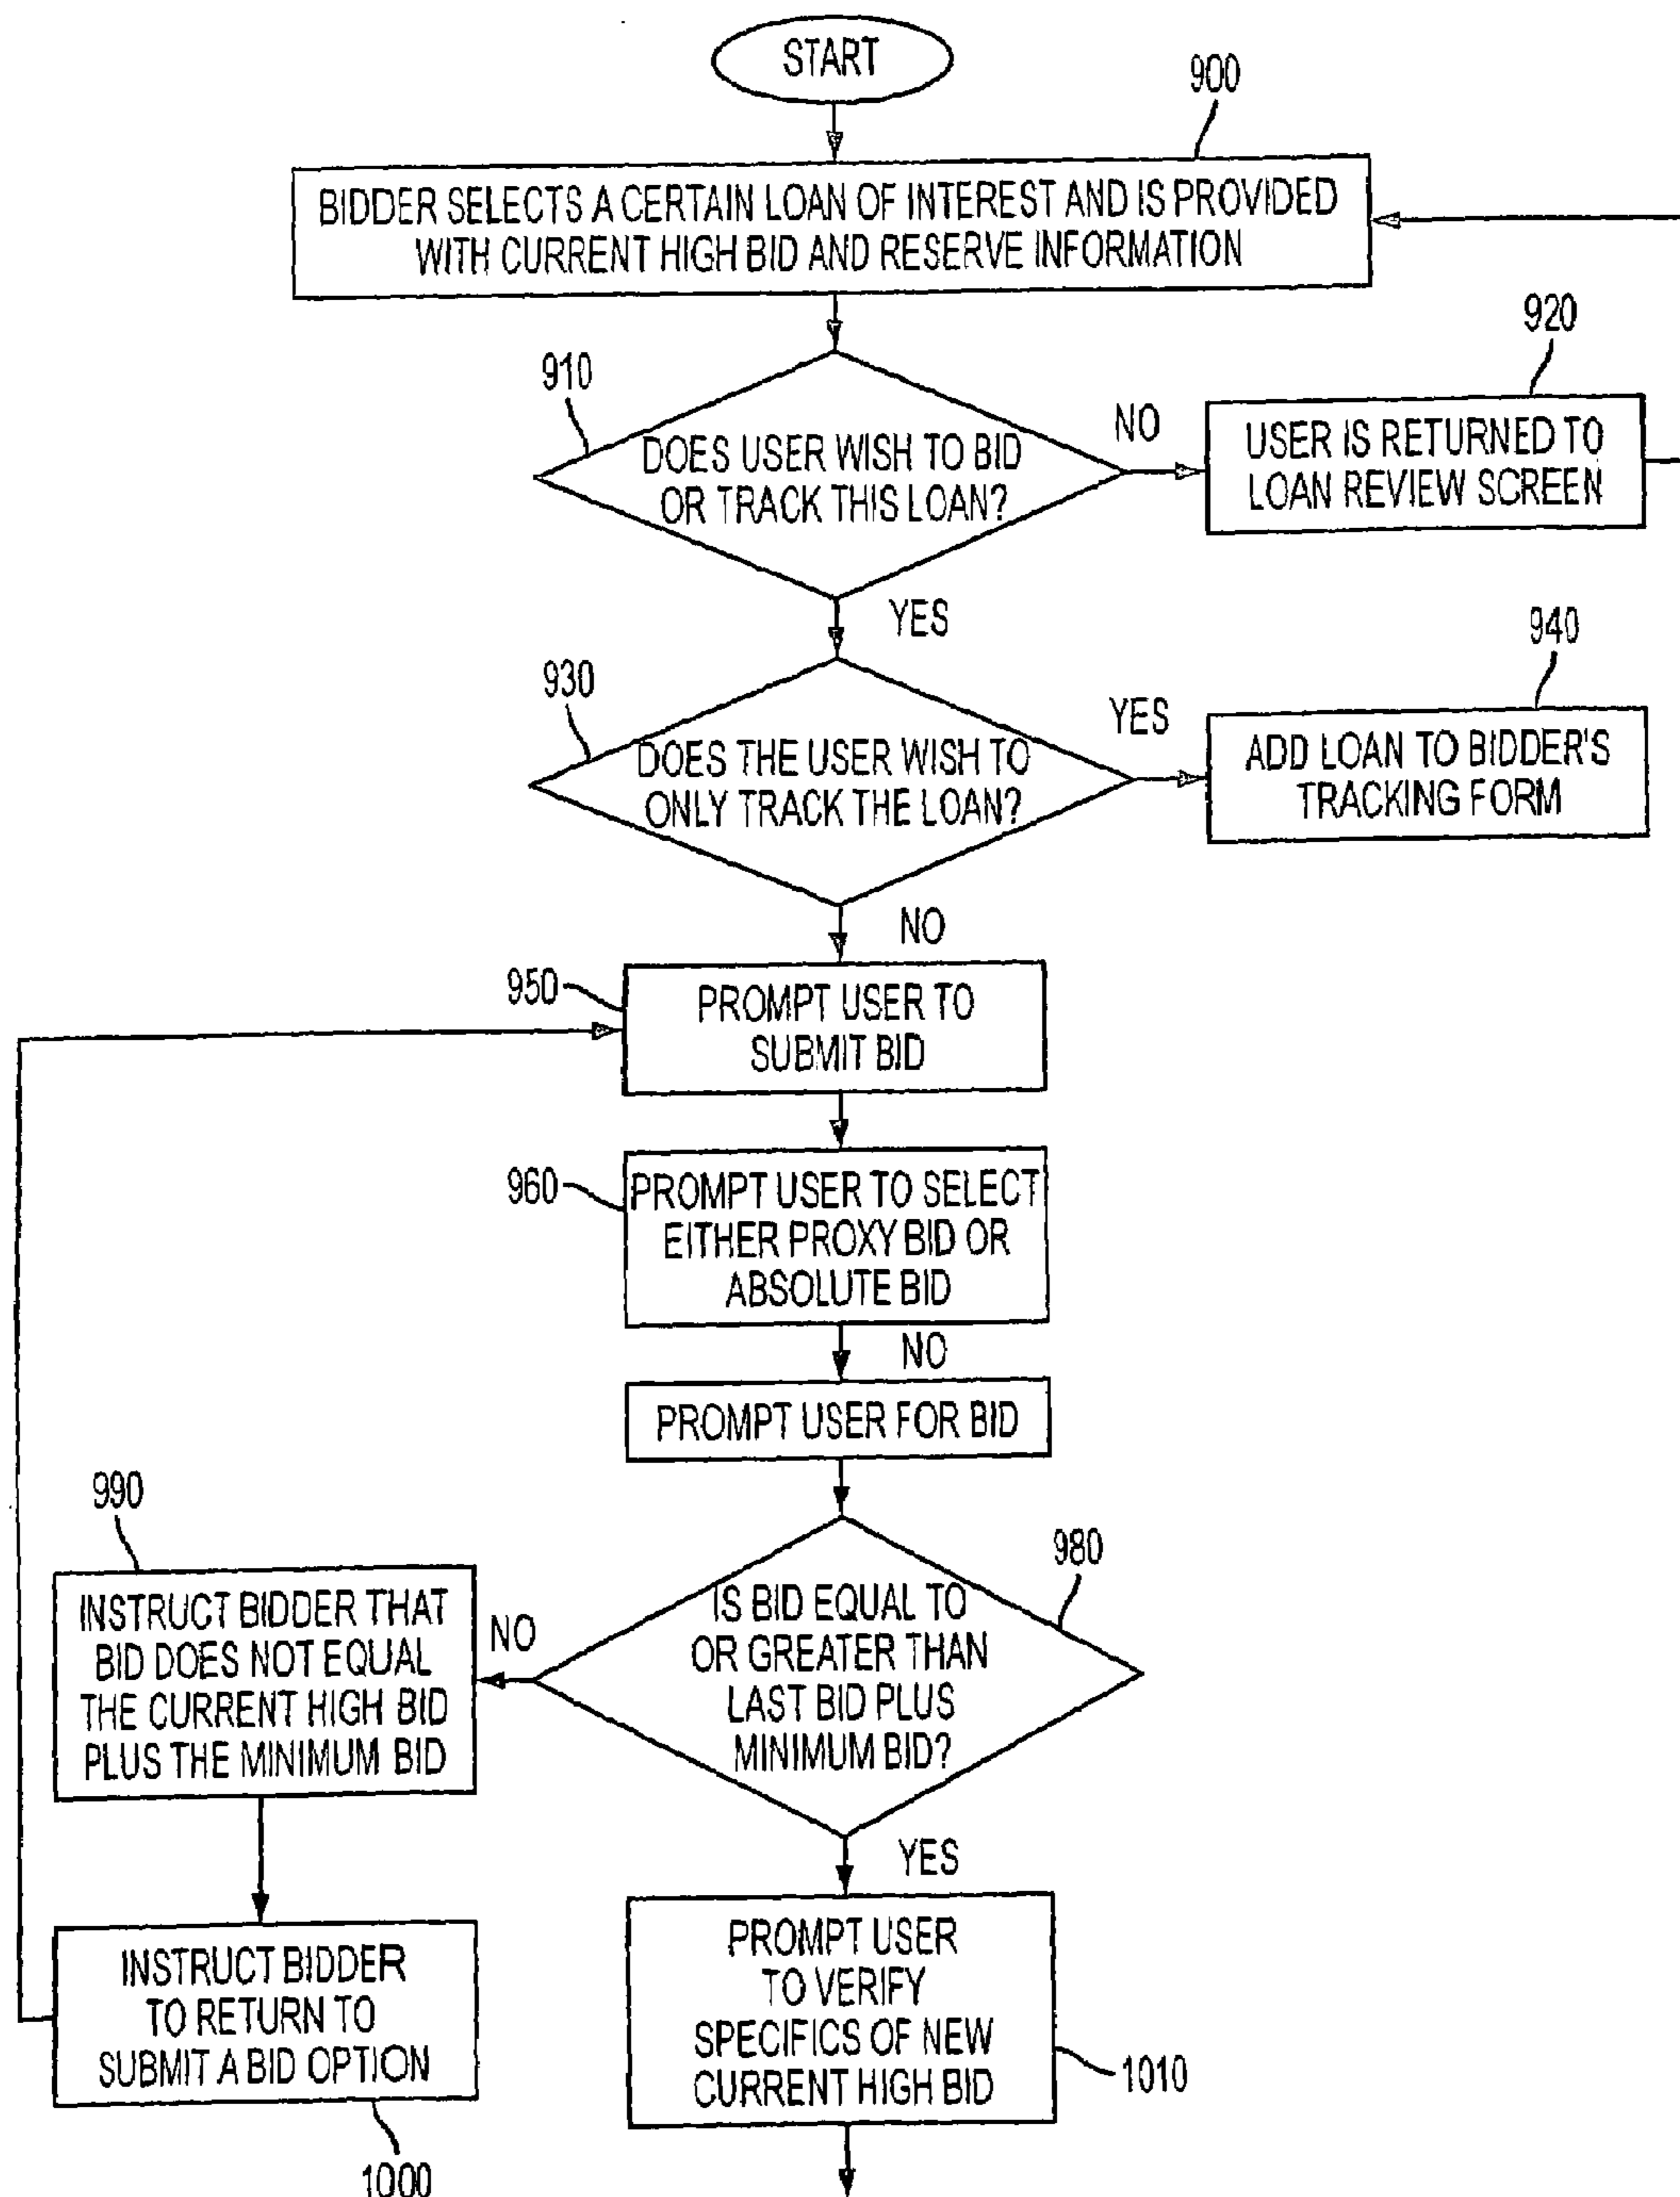 START
900
BIDDER SELECTS A CERTAIN LOAN OF INTEREST AND IS PROVIDED
WITH CURRENT HIGH BID AND RESERVE INFORMATION
910
DOES USER WISH TO BID
OR TRACK THIS LOAN?
NO
920
USER IS RETURNED TO
LOAN REVIEW SCREEN
YES
930
DOES THE USER WISH TO
ONLY TRACK THE LOAN?
YES
940
ADD LOAN TO BIDDER'S
TRACKING FORM
NO
950
PROMPT USER TO
SUBMIT BID
960
PROMPT USER TO SELECT
EITHER PROXY BID OR
ABSOLUTE BID
NO
PROMPT USER FOR BID
980
IS BID EQUAL TO
OR GREATER THAN
LAST BID PLUS
MINIMUM BID?
NO
990
INSTRUCT BIDDER THAT
BID DOES NOT EQUAL
THE CURRENT HIGH BID
PLUS THE MINIMUM BID
INSTRUCT BIDDER
TO RETURN TO
SUBMIT A BID OPTION
1000
YES
PROMPT USER
TO VERIFY
SPECIFICS OF NEW
CURRENT HIGH BID
1010